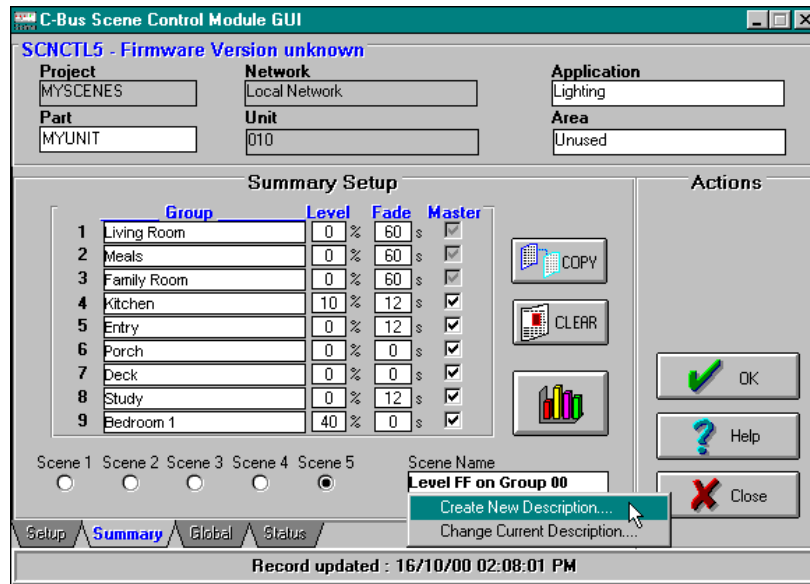 C-Bus Scene Control Module GUI
SCNCTL5 - Firmware Version unknown
Project Network Application
MYSCENES Local Network Lighting
Part Unit Area
MYUNIT 010 Unused
Summary Setup Actions
Group Level Fade Master
1 Living Room 0 % 60 s
2 Meals 0 % 60 s
3 Family Room 0 % 60 s
4 Kitchen 10 % 12 s
5 Entry 0 % 12 s
6 Porch 0 % 0 s
7 Deck 0 % 0 s
8 Study 0 % 12 s
9 Bedroom 1 40 % 0 s
COPY
CLEAR
OK
Help
Close
Scene 1 Scene 2 Scene 3 Scene 4 Scene 5 Scene Name
Level FF on Group 00
Create New Description....
Change Current Description....
Setup Summary Global Status
Record updated : 16/10/00 02:08:01 PM